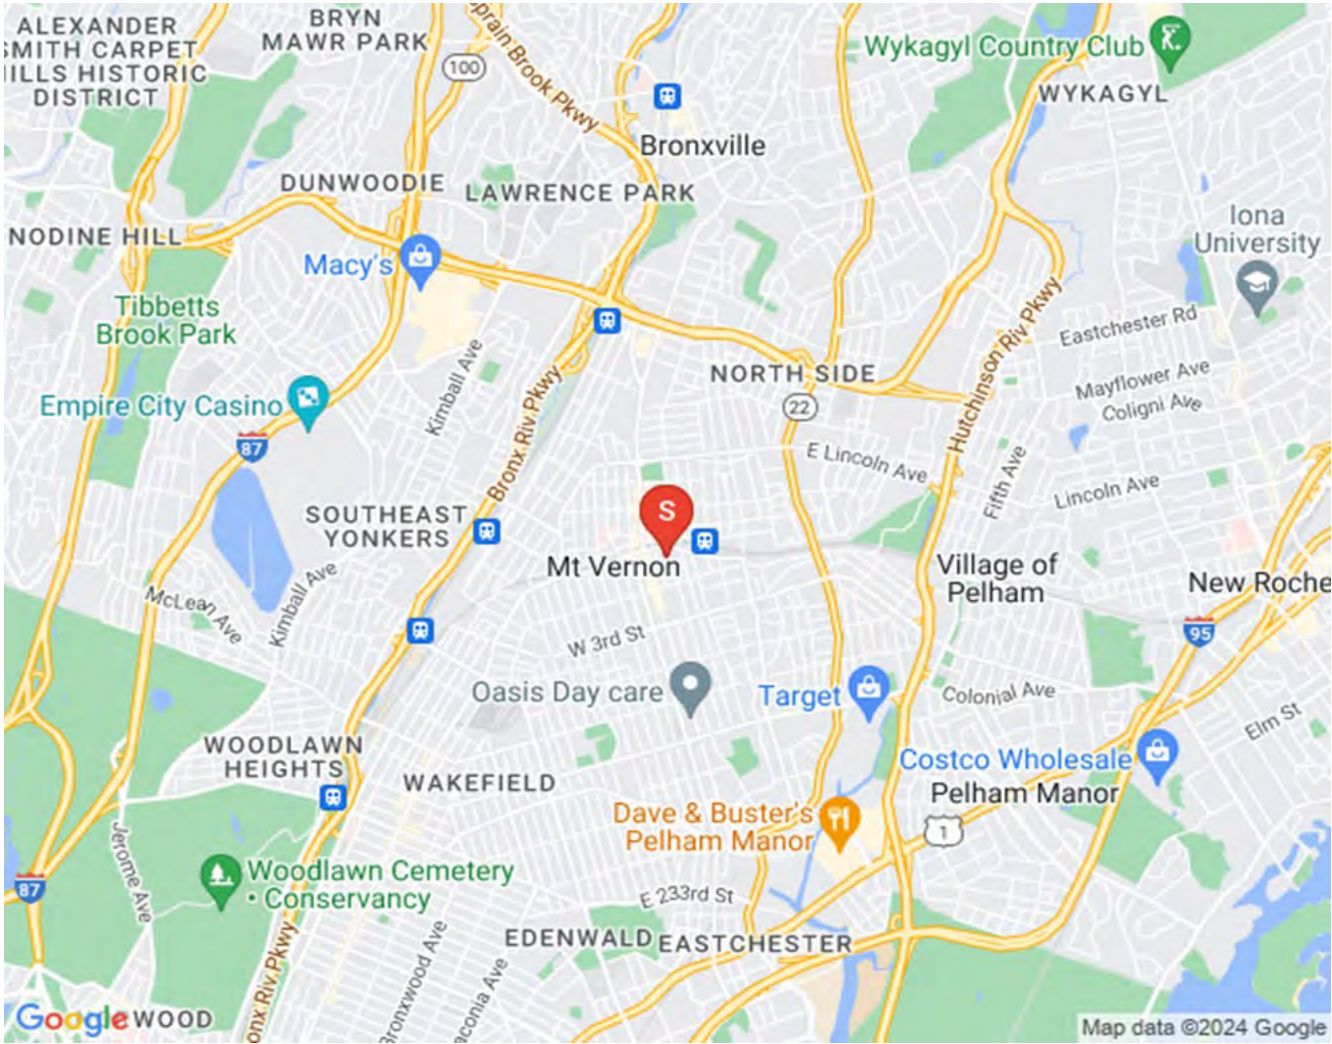 ALEXANDER
SMITH CARPET
MILLS HISTORIC
DISTRICT
BRYN
MAWR PARK
100
Sprain Brook Pkwy
Bronxville
Wykagyl Country Club
WYKAGYL
DUNWOODIE
LAWRENCE PARK
NODINE HILL
Macy's
Iona
University
Tibbetts
Brook Park
Eastchester Rd
Hutchinson Riv Pkwy
Kimball Ave
Bronx Riv Pkwy
NORTH SIDE
Mayflower Ave
Coligni Ave
22
Empire City Casino
87
E Lincoln Ave
Fifth Ave
Lincoln Ave
S
SOUTHEAST
YONKERS
Mt Vernon
Village of
Pelham
New Roche
McLean Ave
Kimball Ave
95
W 3rd St
Oasis Day care
Target
Colonial Ave
Elm St
WOODLAWN
HEIGHTS
WAKEFIELD
Costco Wholesale
Pelham Manor
Dave & Buster's
Pelham Manor
1
Jerome Ave
Woodlawn Cemetery
• Conservancy
87
E 233rd St
EDENWALD
EASTCHESTER
onx Riv Pkwy
Bronxwood Ave
aconia Ave
Google
WOOD
Map data ©2024 Google